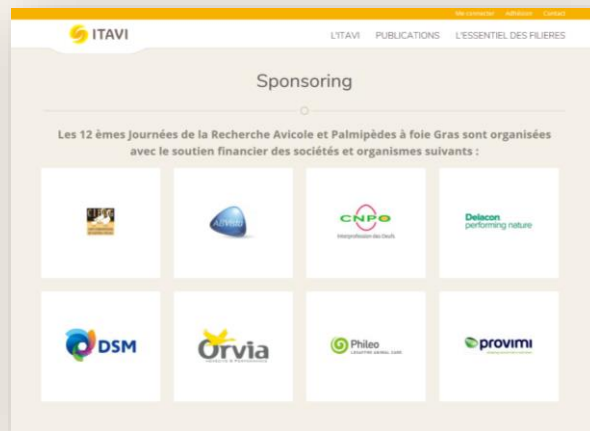 Me connecter Adhésion Contact
ITAVI
L'ITAVI PUBLICATIONS L'ESSENTIEL DES FILIERES
Sponsoring
Les 12 èmes Journées de la Recherche Avicole et Palmipèdes à foie Gras sont organisées
avec le soutien financier des sociétés et organismes suivants :
CNPO
Interprofession des Oeufs
Delacon
performing nature
DSM
Orvia
Phileo
LESAFFRE ANIMAL CARE
provimi